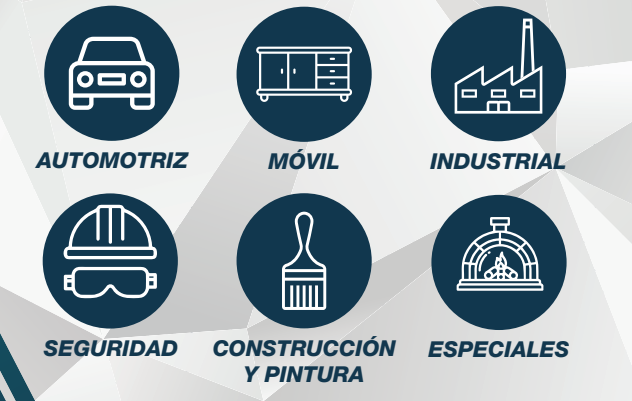 AUTOMOTRIZ
MÓVIL
INDUSTRIAL
SEGURIDAD
CONSTRUCCIÓN
Y PINTURA
ESPECIALES